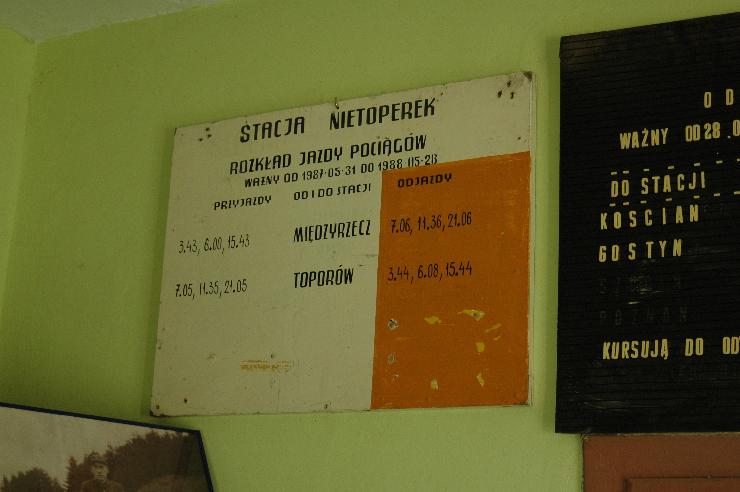 STACJA NIETOPEREK
ROZKŁAD JAZDY POCIĄGÓW
WAŻNY OD 1987-05-31 DO 1988-05-28
PRZYJAZDY OD I DO STACJI ODJAZDY
3.43, 6.00, 15.43 MIĘDZYRZECZ 7.06, 11.36, 21.06
7.05, 11.35, 21.05 TOPORÓW 3.44, 6.08, 15.44
O D
WAŻNY OD 28.0
DO STACJI
KOŚCIAN
GOSTYN
POZNAŃ
KURSUJĄ DO OD